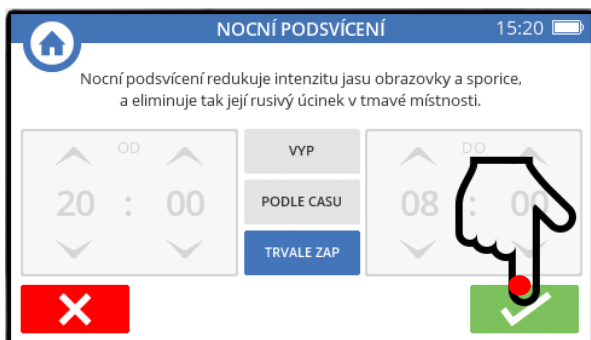 NOCNÍ PODSVÍCENÍ 15:20
Nocní podsvícení redukuje intenzitu jasu obrazovky a sporice,
a eliminuje tak její rusivý úcinek v tmavé místnosti.
OD
20 : 00
VYP
PODLE CASU
TRVALE ZAP
DO
08 : 00